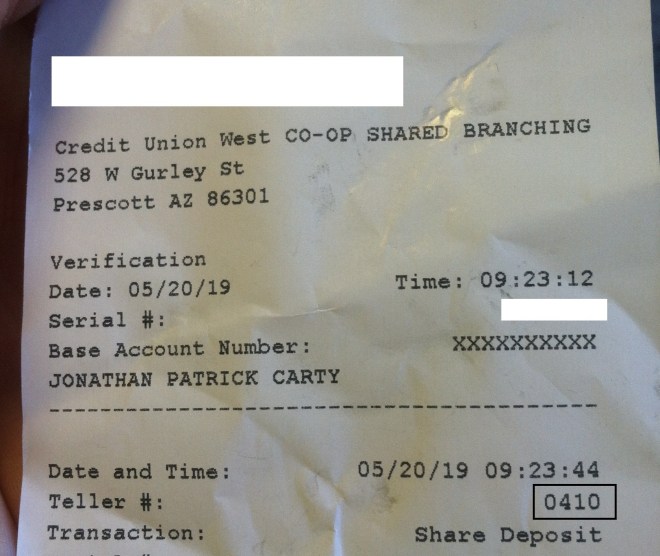 Credit Union West CO-OP SHARED BRANCHING
528 W Gurley St
Prescott AZ 86301
Verification
Date: 05/20/19 Time: 09:23:12
Serial #:
Base Account Number: XXXXXXXXXX
JONATHAN PATRICK CARTY
------------------------------------------
Date and Time: 05/20/19 09:23:44
Teller #: 0410
Transaction: Share Deposit